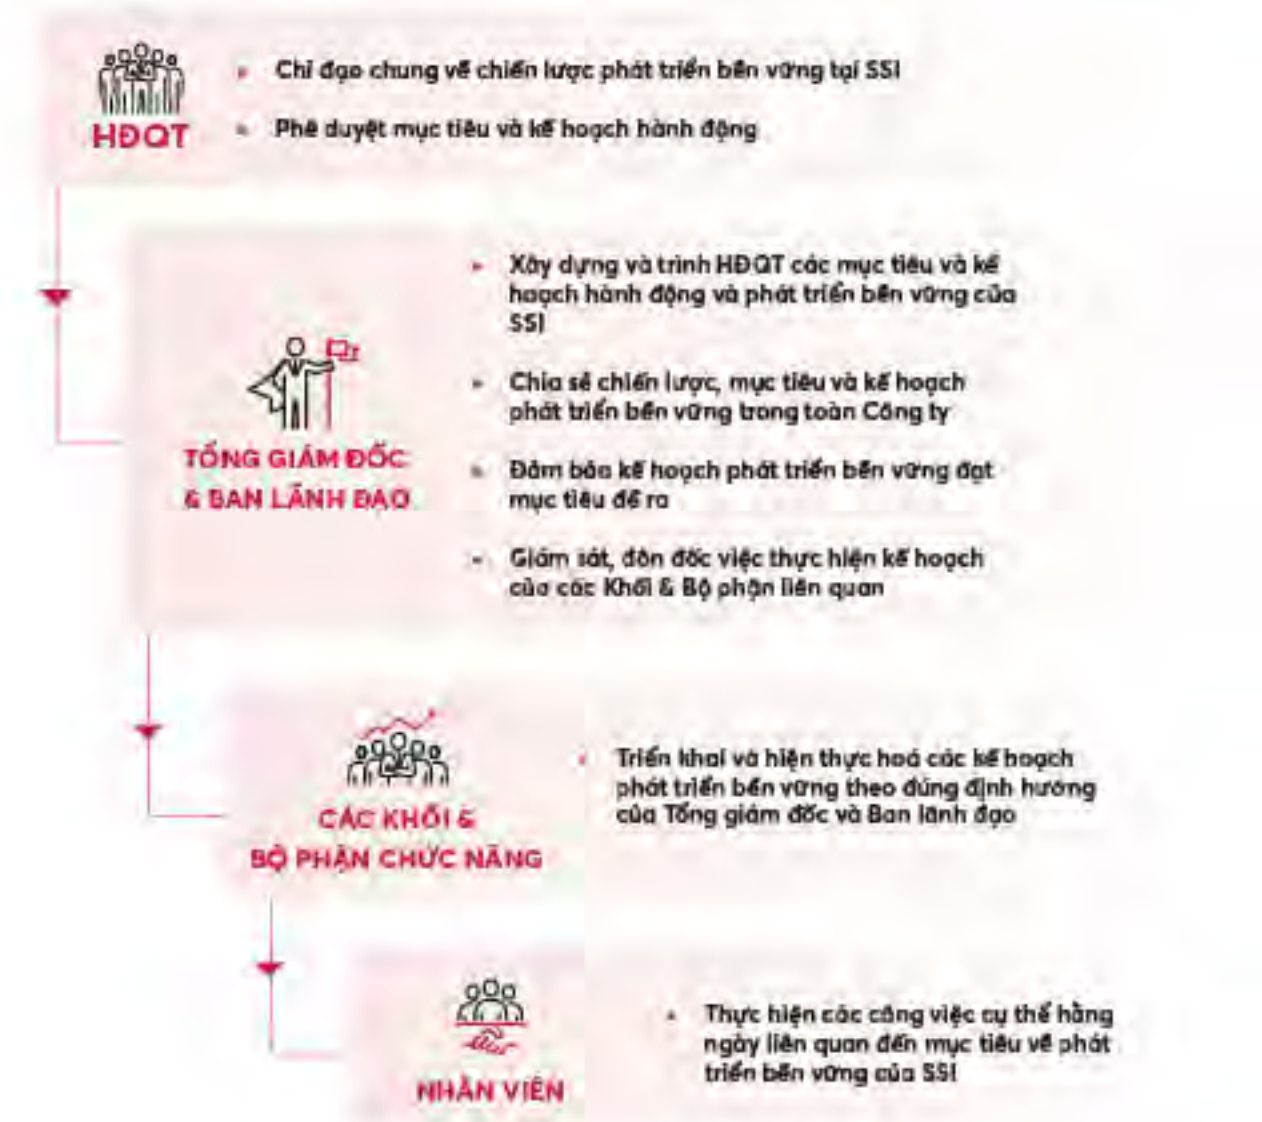 HĐQT
Chỉ đạo chung về chiến lược phát triển bền vững tại SSI
Phê duyệt mục tiêu và kế hoạch hành động
TỔNG GIÁM ĐỐC
& BAN LÃNH ĐẠO
Xây dựng và trình HĐQT các mục tiêu và kế
hoạch hành động và phát triển bền vững của
SSI
Chia sẻ chiến lược, mục tiêu và kế hoạch
phát triển bền vững trong toàn Công ty
Đảm bảo kế hoạch phát triển bền vững đạt
mục tiêu đề ra
Giám sát, đôn đốc việc thực hiện kế hoạch
của các Khối & Bộ phận liên quan
CÁC KHỐI &
BỘ PHẬN CHỨC NĂNG
Triển khai và hiện thực hoá các kế hoạch
phát triển bền vững theo đúng định hướng
của Tổng giám đốc và Ban lãnh đạo
NHÂN VIÊN
Thực hiện các công việc cụ thể hằng
ngày liên quan đến mục tiêu về phát
triển bền vững của SSI